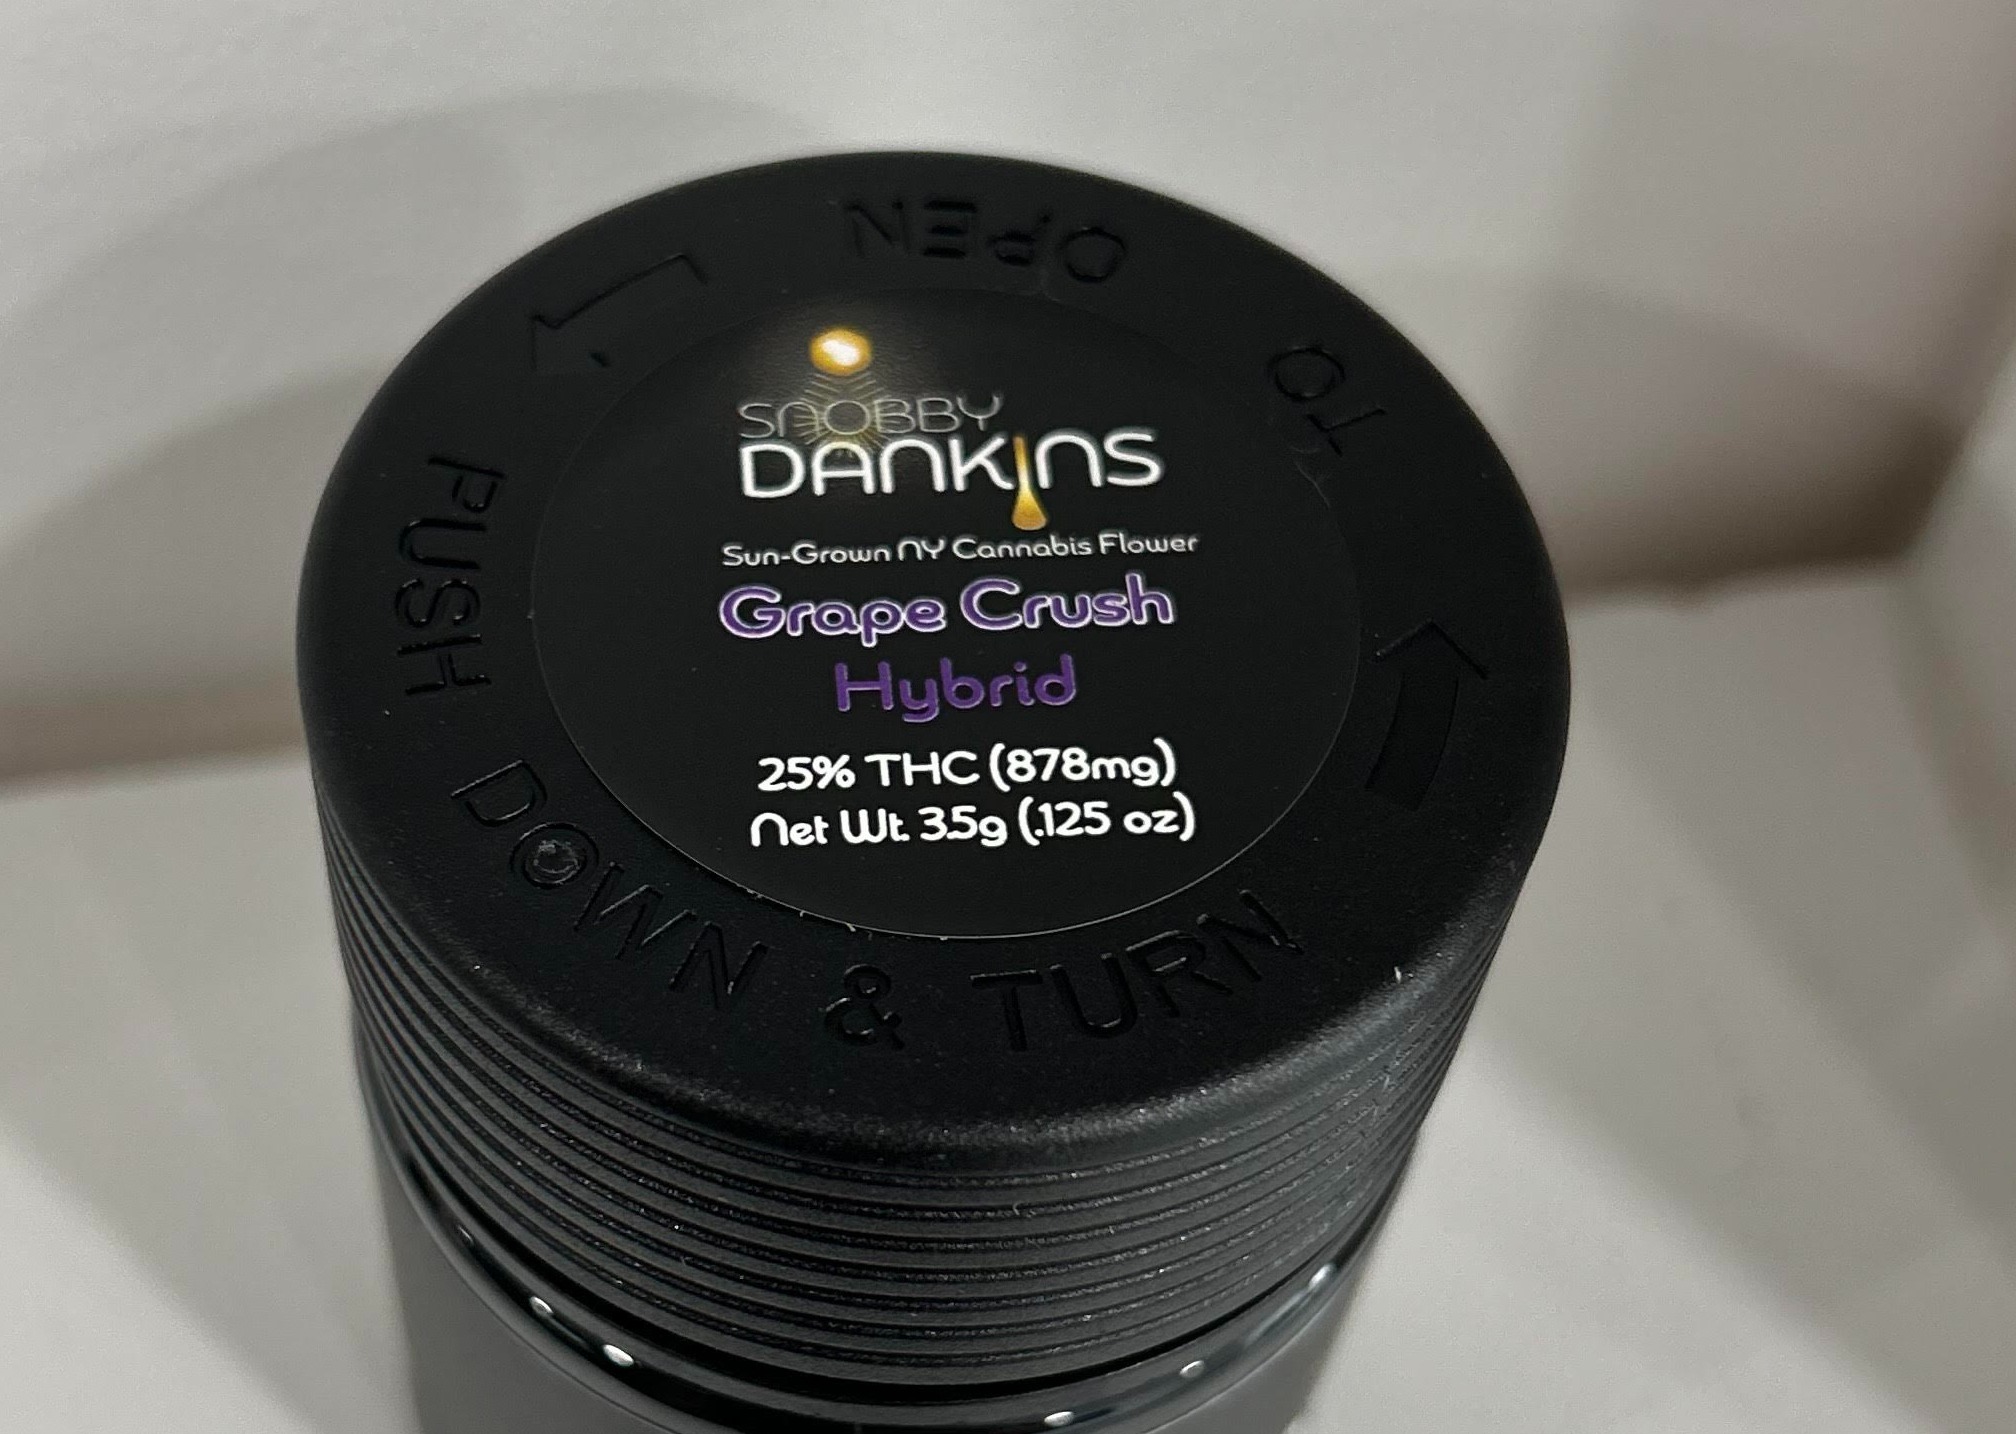 SNOBBY
DANKINS
Sun-Grown NY Cannabis Flower
Grape Crush
Hybrid
25% THC (878mg)
Net Wt. 3.5g (.125 oz)
PUSH DOWN & TURN TO OPEN